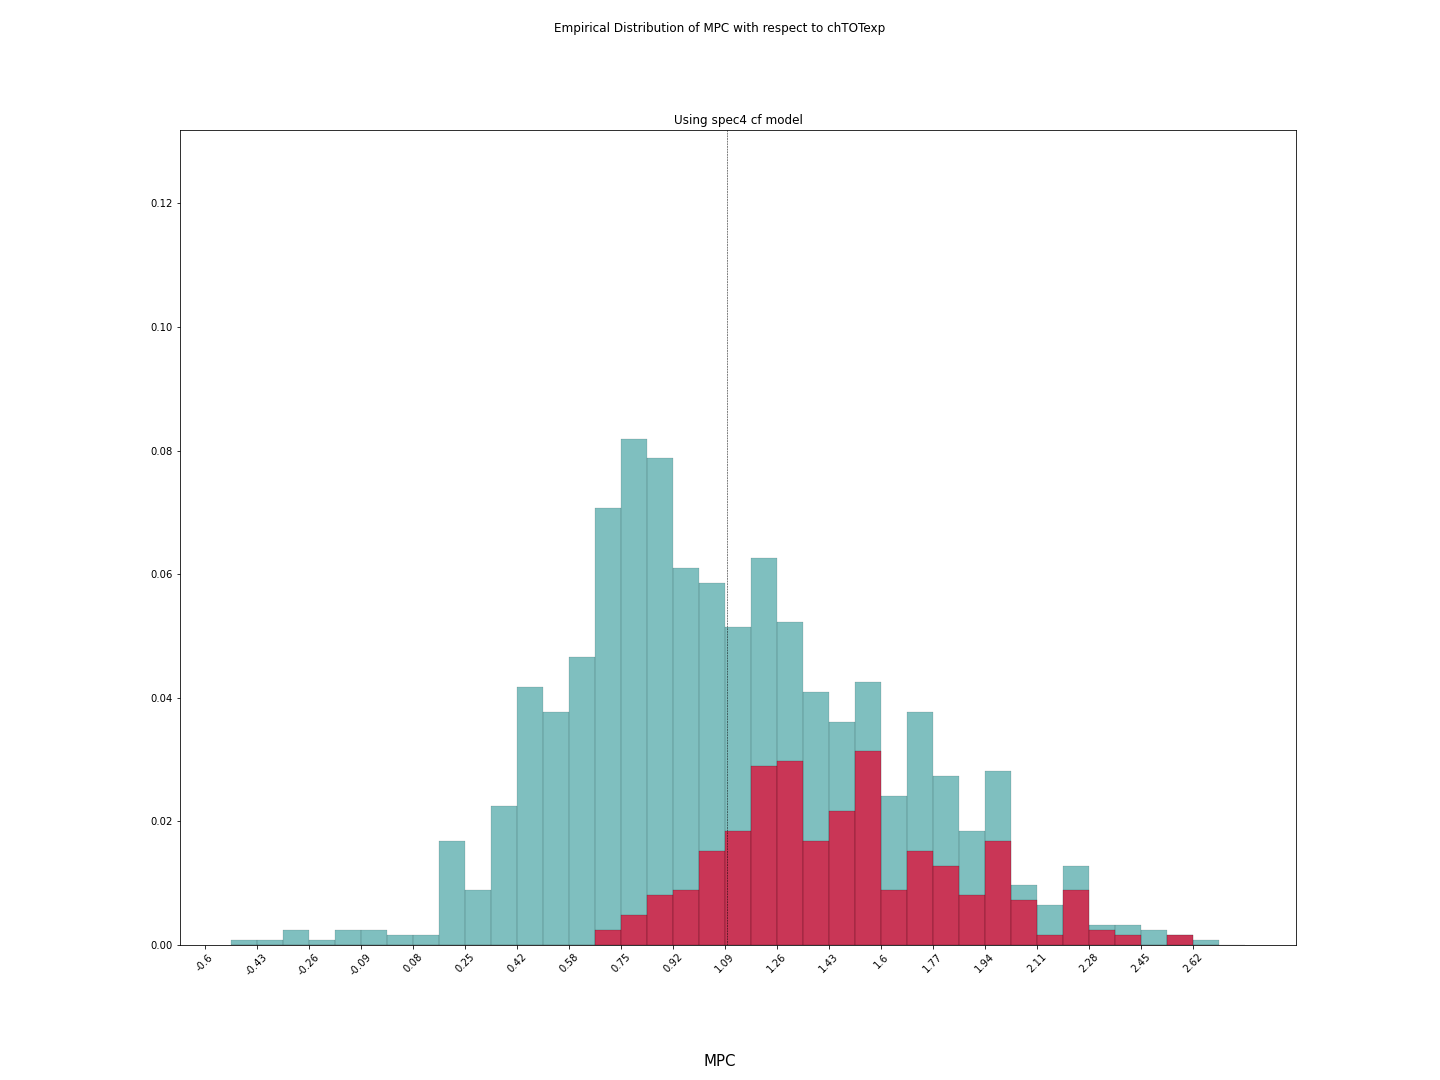 Empirical Distribution of MPC with respect to chTOTexp
Using spec4 cf model
0.12
0.10
0.08
0.06
0.04
0.02
0.00
-0.6 -0.43 -0.26 -0.09 0.08 0.25 0.42 0.58 0.75 0.92 1.09 1.26 1.43 1.6 1.77 1.94 2.11 2.28 2.45 2.62
MPC